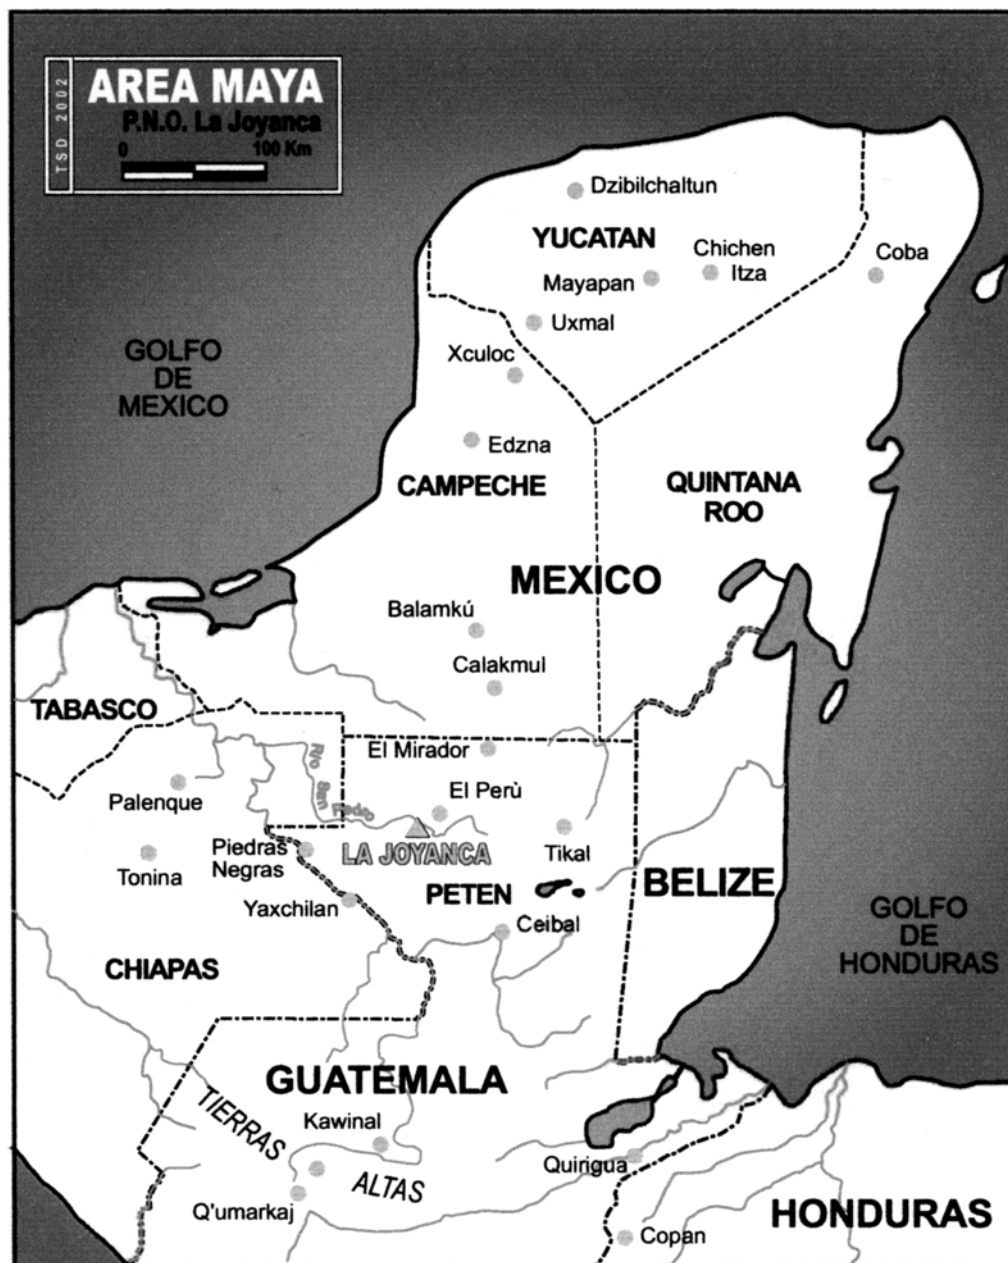 TSD 2002
AREA MAYA
P.N.O. La Joyanca
0 100 Km
Dzibilchaltun
YUCATAN
Chichen
Itza
Coba
Mayapan
Uxmal
Xculoc
GOLFO
DE
MEXICO
Edzna
CAMPECHE
QUINTANA
ROO
MEXICO
Balamkú
Calakmul
TABASCO
El Mirador
Rio San Pedro
El Perù
Palenque
LA JOYANCA
Piedras
Negras
Tikal
Tonina
BELIZE
PETEN
Yaxchilan
Ceibal
GOLFO
DE
HONDURAS
CHIAPAS
GUATEMALA
TIERRAS
ALTAS
Kawinal
Quirigua
Q'umarkaj
HONDURAS
Copan